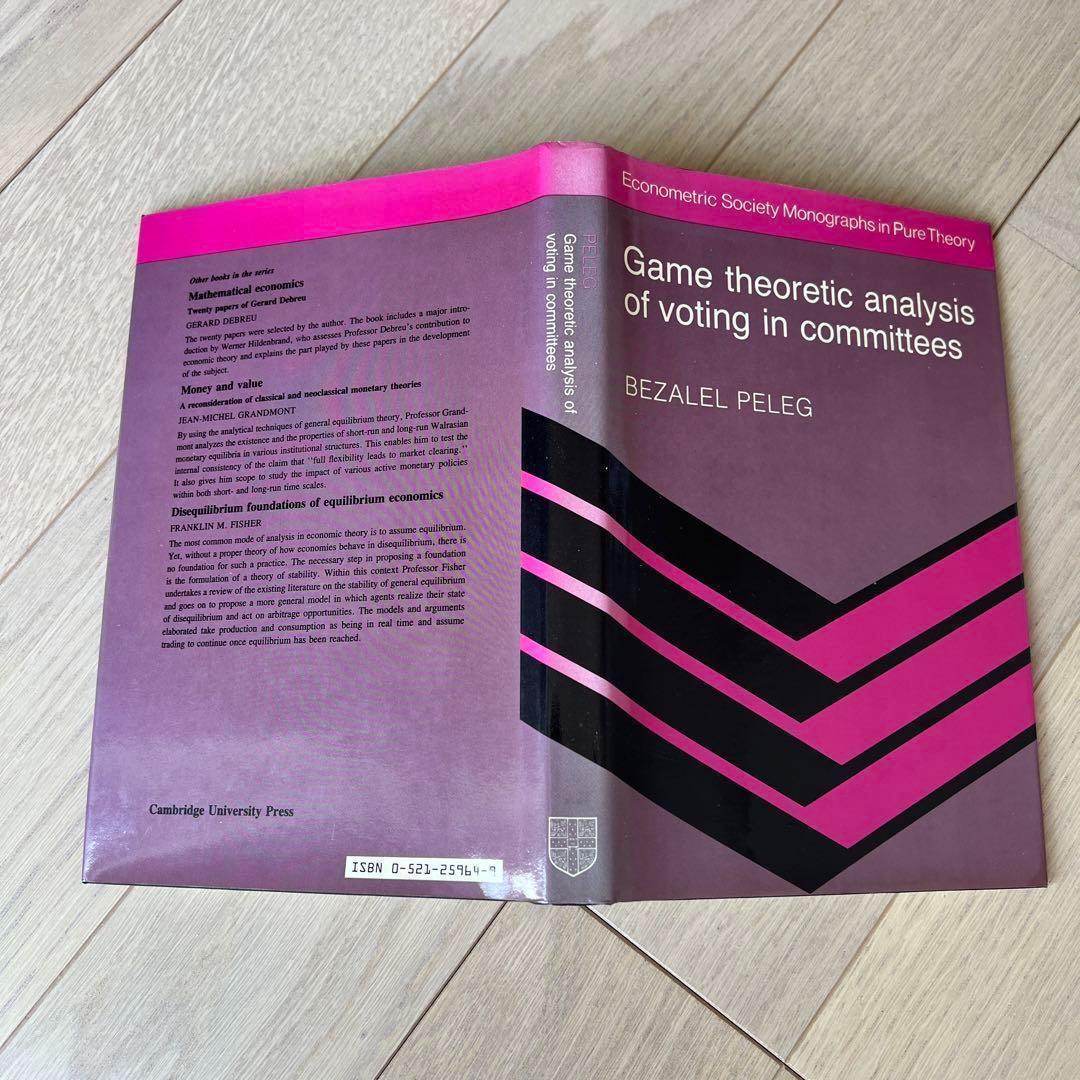 Other books in the series
Mathematical economics
Twenty papers of Gerard Debreu
GERARD DEBREU
The twenty papers were selected by the author. The book includes a major intro-
duction by Werner Hildenbrand, who assesses Professor Debreu's contribution to
economic theory and explains the part played by these papers in the development
of the subject.
Money and value
A reconsideration of classical and neoclassical monetary theories
JEAN-MICHEL GRANDMONT
By using the analytical techniques of general equilibrium theory, Professor Grand-
mont analyzes the existence and the properties of short-run and long-run Walrasian
monetary equilibria in various institutional structures. This enables him to test the
internal consistency of the claim that "full flexibility leads to market clearing."
It also gives him scope to study the impact of various active monetary policies
within both short- and long-run time scales.
Disequilibrium foundations of equilibrium economics
FRANKLIN M. FISHER
The most common mode of analysis in economic theory is to assume equilibrium.
Yet, without a proper theory of how economies behave in disequilibrium, there is
no foundation for such a practice. The necessary step in proposing a foundation
is the formulation of a theory of stability. Within this context Professor Fisher
undertakes a review of the existing literature on the stability of general equilibrium
and goes on to propose a more general model in which agents realize their state
of disequilibrium and act on arbitrage opportunities. The models and arguments
elaborated take production and consumption as being in real time and assume
trading to continue once equilibrium has been reached.
Cambridge University Press
ISBN 0-521-25964-9
PELEG
Game theoretic analysis of
voting in committees
Econometric Society Monographs in Pure Theory
Game theoretic analysis
of voting in committees
BEZALEL PELEG